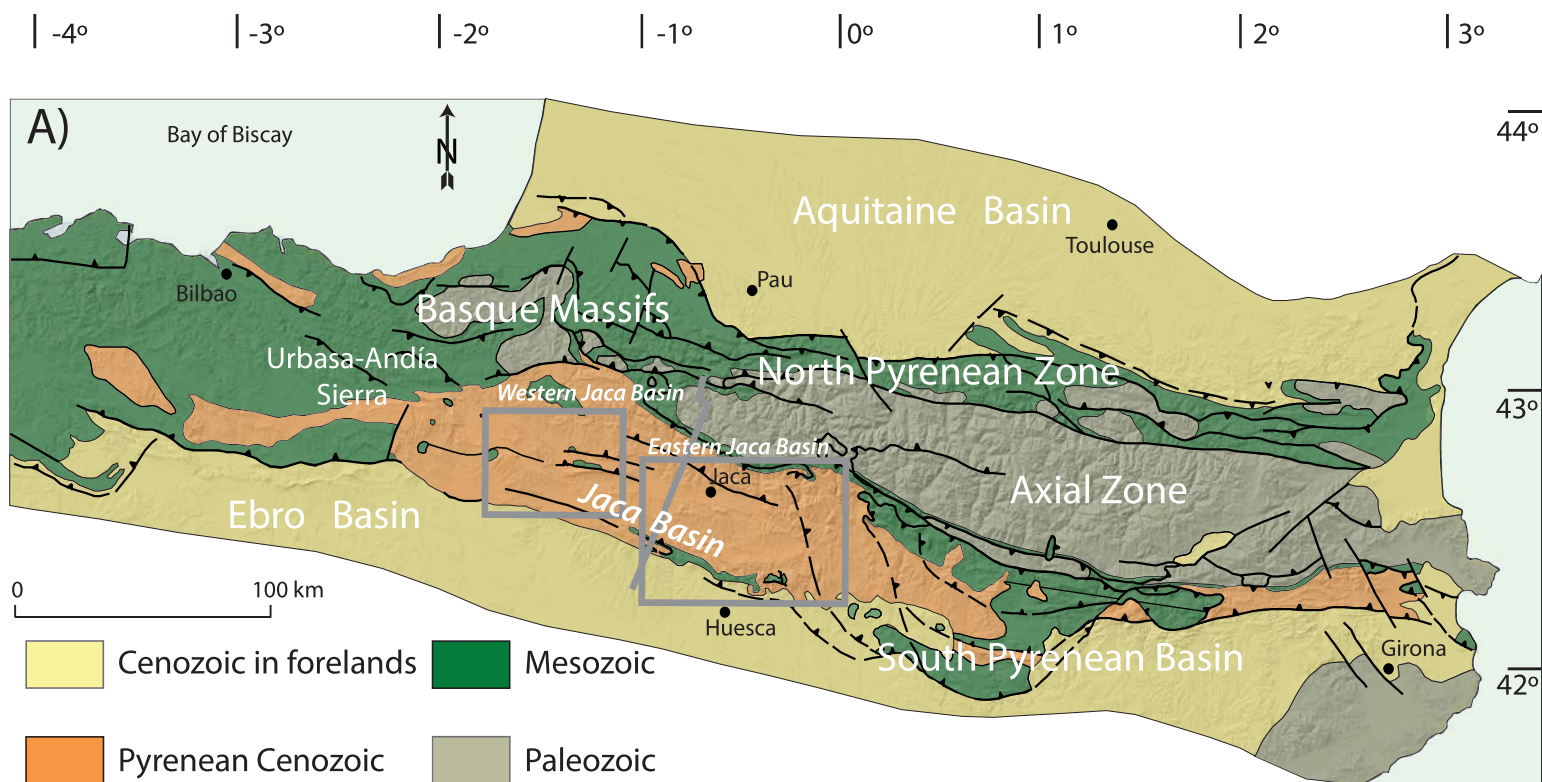 -4º -3º -2º -1º 0º 1º 2º 3º
A)
Bay of Biscay
N
44º
Aquitaine Basin
Toulouse
Pau
Bilbao
Basque Massifs
Urbasa-Andía
Sierra
North Pyrenean Zone
Western Jaca Basin
43º
Eastern Jaca Basin
Jaca
Axial Zone
Jaca Basin
Ebro Basin
0 100 km
Huesca
South Pyrenean Basin
Girona
42º
Cenozoic in forelands
Mesozoic
Pyrenean Cenozoic
Paleozoic